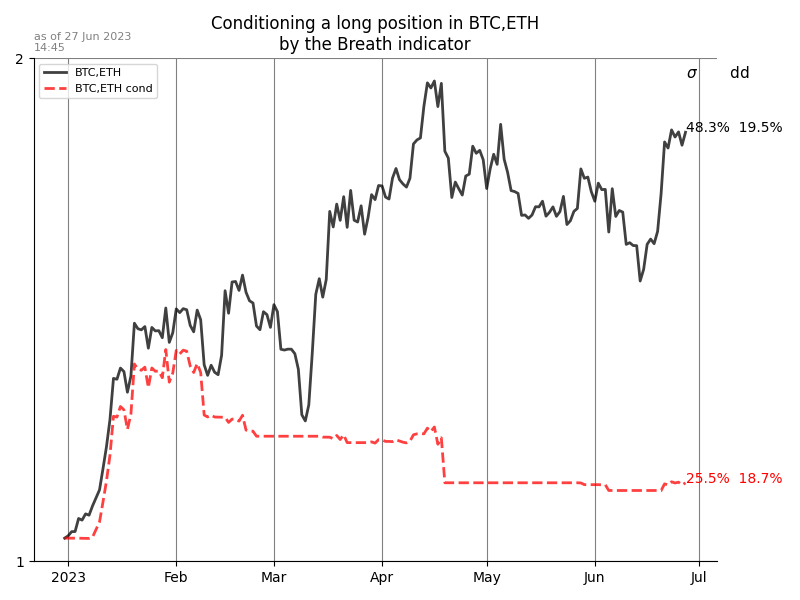 Conditioning a long position in BTC,ETH
by the Breath indicator
as of 27 Jun 2023
14:45
2
BTC,ETH
BTC,ETH cond
σ dd
48.3% 19.5%
25.5% 18.7%
1
2023 Feb Mar Apr May Jun Jul